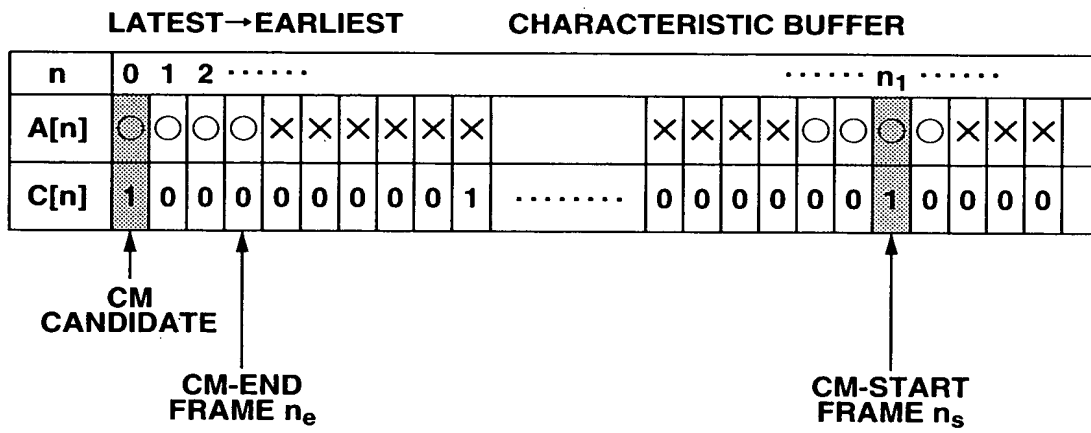 LATEST→EARLIEST CHARACTERISTIC BUFFER
n 0 1 2 ······ ······ n1 ······
A[n] ○ ○ ○ ○ × × × × × × × × × × ○ ○ ○ ○ × × ×
C[n] 1 0 0 0 0 0 0 0 0 1 ········ 0 0 0 0 0 0 1 0 0 0 0
CM
CANDIDATE
CM-END
FRAME ne
CM-START
FRAME ns